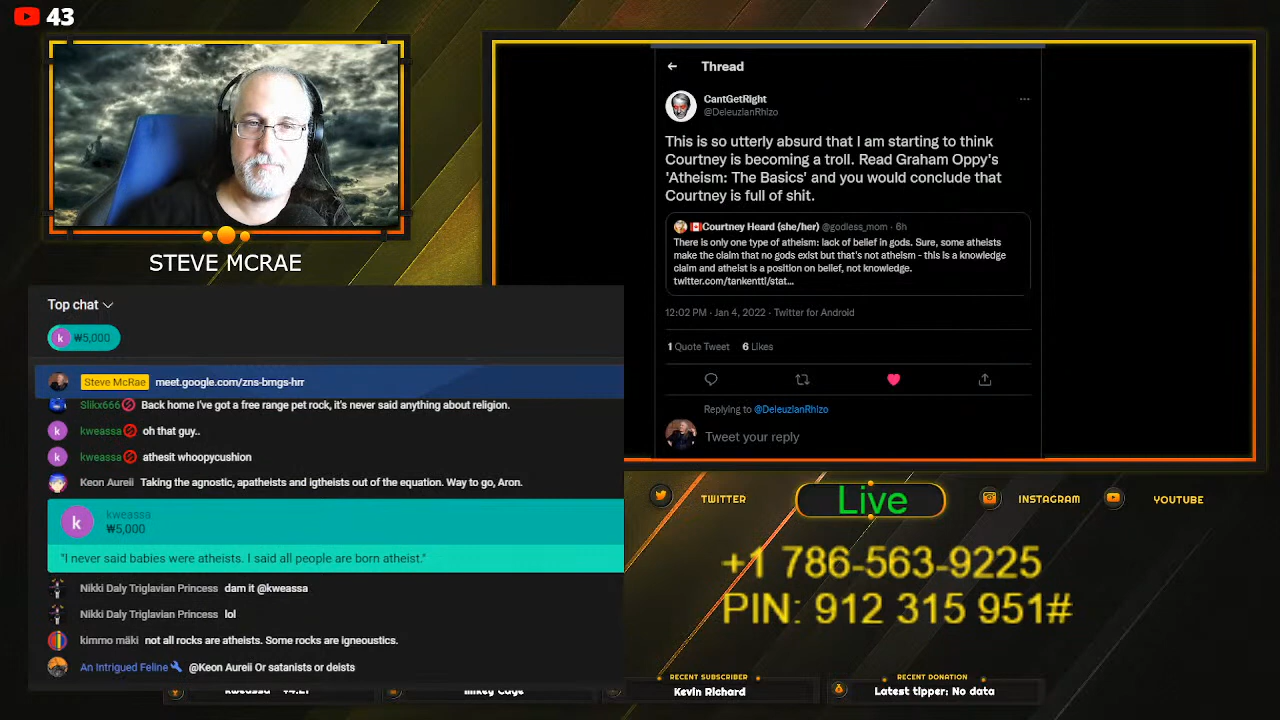 43
STEVE MCRAE
Thread
CantGetRight
@DeleuzIanRhizo
This is so utterly absurd that I am starting to think
Courtney is becoming a troll. Read Graham Oppy's
'Atheism: The Basics' and you would conclude that
Courtney is full of shit.
Courtney Heard (she/her) @godless_mom · 6h
There is only one type of atheism: lack of belief in gods. Sure, some atheists
make the claim that no gods exist but that's not atheism - this is a knowledge
claim and atheist is a position on belief, not knowledge.
twitter.com/tankentti/stat...
12:02 PM · Jan 4, 2022 · Twitter for Android
1 Quote Tweet 6 Likes
Replying to @DeleuzIanRhizo
Tweet your reply
Top chat
k ₩5,000
Steve McRae meet.google.com/zns-bmgs-hrr
Slikx666 Back home I've got a free range pet rock, it's never said anything about religion.
k kweassa oh that guy..
k kweassa athesit whoopycushion
Keon Aureii Taking the agnostic, apatheists and igtheists out of the equation. Way to go, Aron.
k kweassa
₩5,000
"I never said babies were atheists. I said all people are born atheist."
Nikki Daly Triglavian Princess dam it @kweassa
Nikki Daly Triglavian Princess lol
kimmo mäki not all rocks are atheists. Some rocks are igneoustics.
An Intrigued Feline @Keon Aureii Or satanists or deists
TWITTER
Live
INSTAGRAM
YOUTUBE
+1 786-563-9225
PIN: 912 315 951#
RECENT SUBSCRIBER
Kevin Richard
RECENT DONATION
Latest tipper: No data